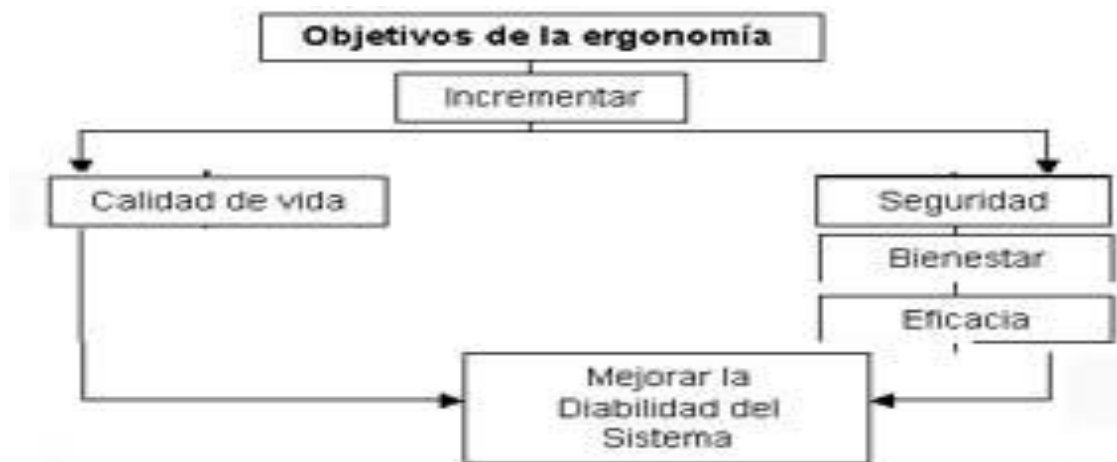 Objetivos de la ergonomía
Incrementar
Calidad de vida
Seguridad
Bienestar
Eficacia
Mejorar la
Diabilidad del
Sistema